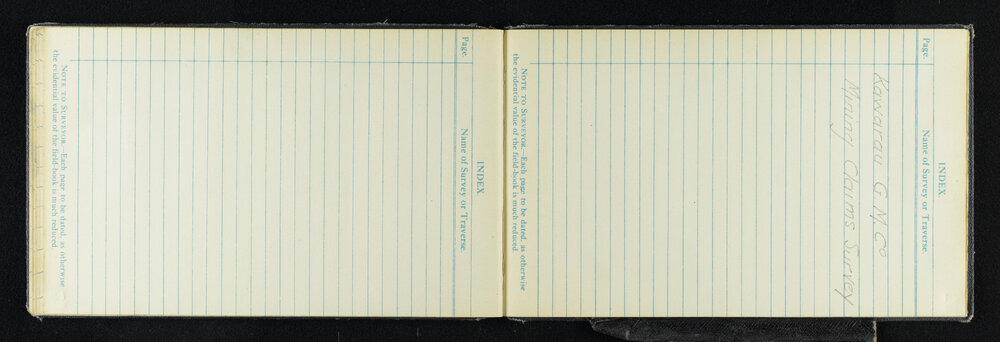 INDEX.
Page. Name of Survey or Traverse.
Kawarau G M Co
Mining Claims Survey
NOTE TO SURVEYOR.—Each page to be dated, as otherwise
the evidential value of the field-book is much reduced.
INDEX.
Page. Name of Survey or Traverse.
NOTE TO SURVEYOR.—Each page to be dated, as otherwise
the evidential value of the field-book is much reduced.